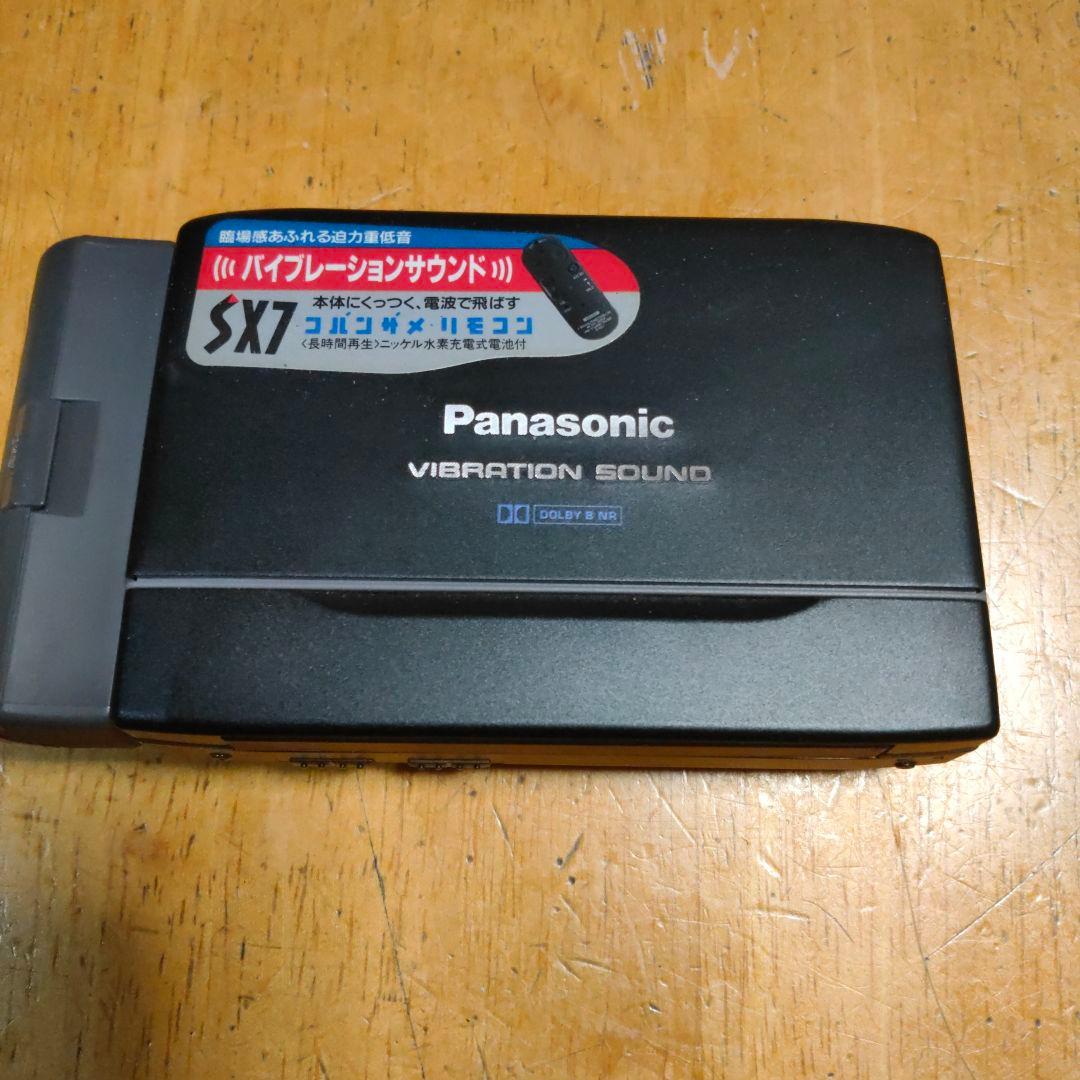 臨場感あふれる迫力重低音
バイブレーションサウンド
SX7
本体にくっつく、電波で飛ばす
コバンザメ・リモコン
〈長時間再生〉ニッケル水素充電式電池付
Panasonic
VIBRATION SOUND
DOLBY B NR